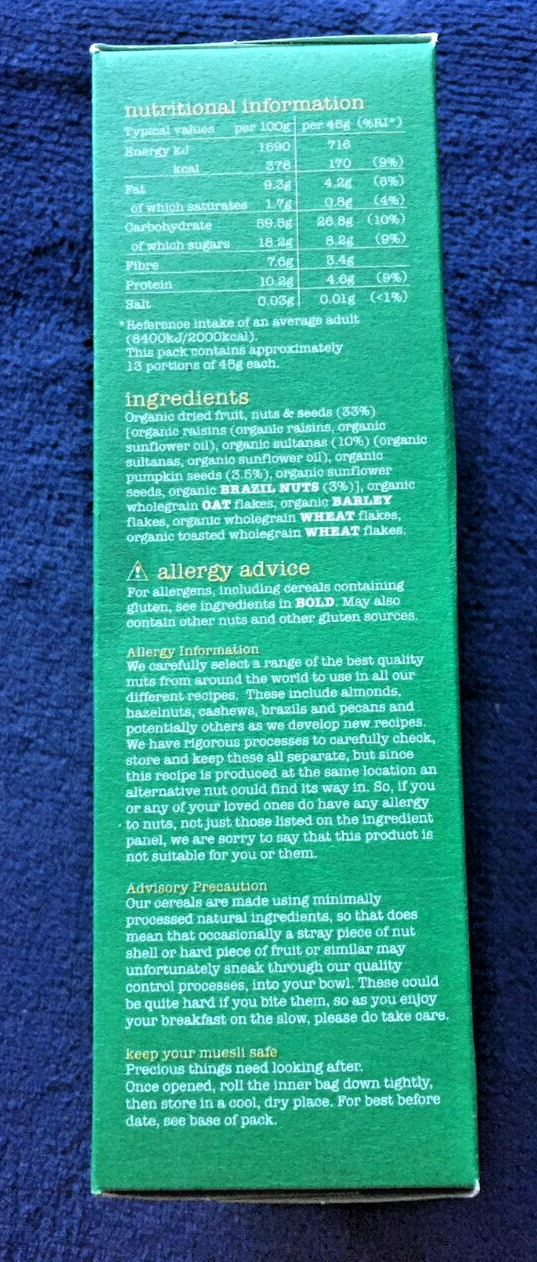 nutritional information
Typical values per 100g per 45g (%RI*)
Energy kJ 1590 716
kcal 378 170 (9%)
Fat 9.3g 4.2g (6%)
of which saturates 1.7g 0.8g (4%)
Carbohydrate 59.5g 26.8g (10%)
of which sugars 18.2g 8.2g (9%)
Fibre 7.6g 3.4g
Protein 10.2g 4.6g (9%)
Salt 0.03g 0.01g (<1%)
*Reference intake of an average adult
(8400kJ/2000kcal).
This pack contains approximately
13 portions of 45g each.
ingredients
Organic dried fruit, nuts & seeds (33%)
[organic raisins (organic raisins, organic
sunflower oil), organic sultanas (10%) (organic
sultanas, organic sunflower oil), organic
pumpkin seeds (3.5%), organic sunflower
seeds, organic BRAZIL NUTS (3%)], organic
wholegrain OAT flakes, organic BARLEY
flakes, organic wholegrain WHEAT flakes,
organic toasted wholegrain WHEAT flakes.
allergy advice
For allergens, including cereals containing
gluten, see ingredients in BOLD. May also
contain other nuts and other gluten sources.
Allergy Information
We carefully select a range of the best quality
nuts from around the world to use in all our
different recipes. These include almonds,
hazelnuts, cashews, brazils and pecans and
potentially others as we develop new recipes.
We have rigorous processes to carefully check,
store and keep these all separate, but since
this recipe is produced at the same location an
alternative nut could find its way in. So, if you
or any of your loved ones do have any allergy
to nuts, not just those listed on the ingredient
panel, we are sorry to say that this product is
not suitable for you or them.
Advisory Precaution
Our cereals are made using minimally
processed natural ingredients, so that does
mean that occasionally a stray piece of nut
shell or hard piece of fruit or similar may
unfortunately sneak through our quality
control processes, into your bowl. These could
be quite hard if you bite them, so as you enjoy
your breakfast on the slow, please do take care.
keep your muesli safe
Precious things need looking after.
Once opened, roll the inner bag down tightly,
then store in a cool, dry place. For best before
date, see base of pack.